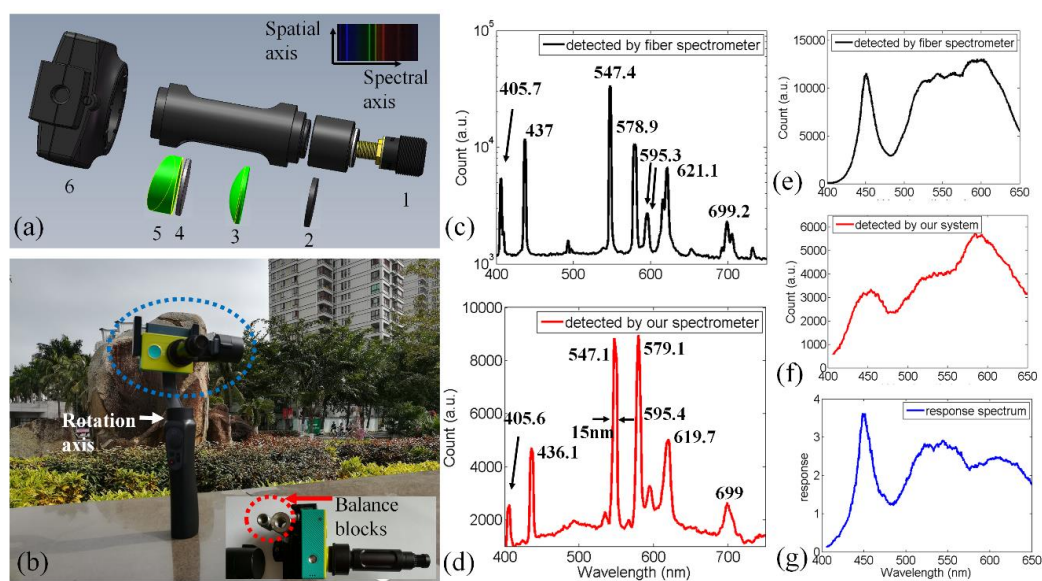 Spatial
axis
Spectral
axis
6
5
4
3
2
1
(a)
Rotation
axis
Balance
blocks
(b)
detected by fiber spectrometer
10^5
10^4
10^3
Count (a.u.)
405.7
437
547.4
578.9
595.3
621.1
699.2
400
500
600
700
(c)
detected by our spectrometer
10000
8000
6000
4000
2000
Count (a.u.)
405.6
436.1
547.1
15nm
579.1
595.4
619.7
699
400
500
600
700
Wavelength (nm)
(d)
detected by fiber spectrometer
15000
10000
5000
0
Count (a.u.)
400
450
500
550
600
650
(e)
detected by our system
6000
5000
4000
3000
2000
1000
0
Count (a.u.)
400
450
500
550
600
650
(f)
response spectrum
4
3
2
1
0
response
400
450
500
550
600
650
Wavelength (nm)
(g)